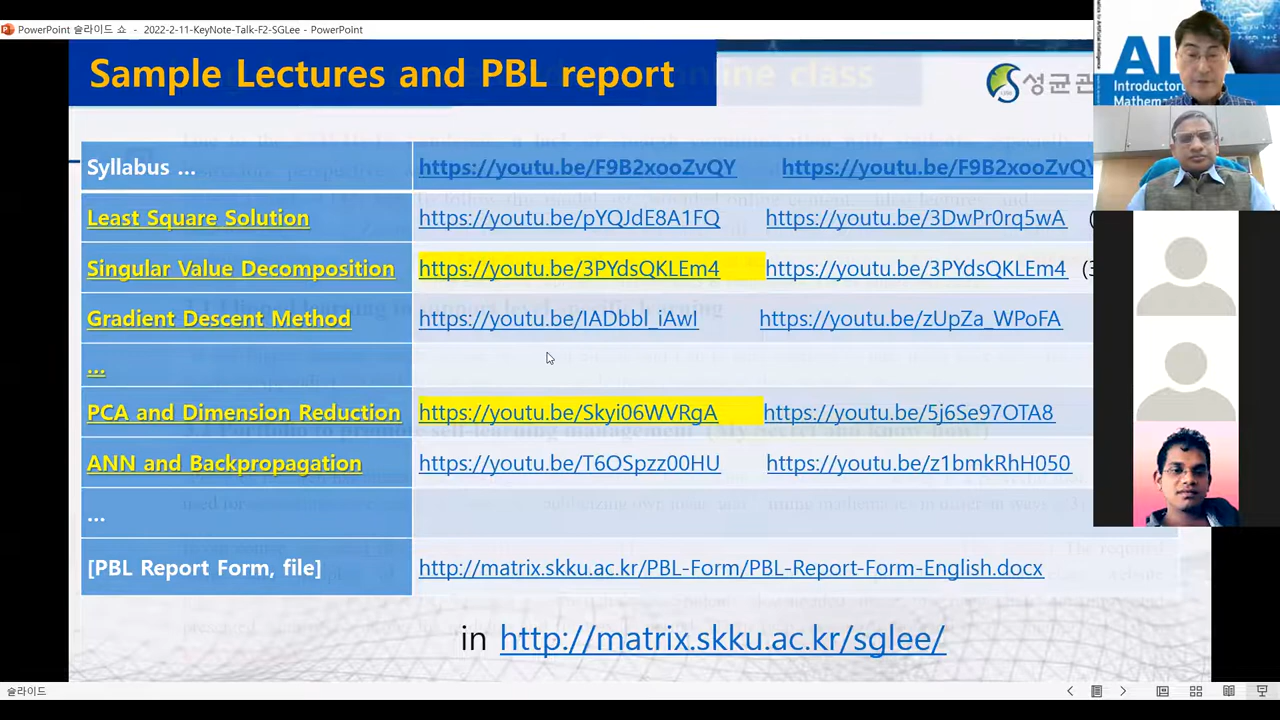 PowerPoint 슬라이드 쇼 - 2022-2-11-KeyNote-Talk-F2-SGLee - PowerPoint
Sample Lectures and PBL report
성균관
Introductory
Mathema
Syllabus ... https://youtu.be/F9B2xooZvQY https://youtu.be/F9B2xooZvQY
Least Square Solution https://youtu.be/pYQJdE8A1FQ https://youtu.be/3DwPr0rq5wA (
Singular Value Decomposition https://youtu.be/3PYdsQKLEm4 https://youtu.be/3PYdsQKLEm4 (3
Gradient Descent Method https://youtu.be/IADbbl_iAwI https://youtu.be/zUpZa_WPoFA
...
PCA and Dimension Reduction https://youtu.be/Skyi06WVRgA https://youtu.be/5j6Se97OTA8
ANN and Backpropagation https://youtu.be/T6OSpzz00HU https://youtu.be/z1bmkRhH050
...
[PBL Report Form, file] http://matrix.skku.ac.kr/PBL-Form/PBL-Report-Form-English.docx
in http://matrix.skku.ac.kr/sglee/
슬라이드